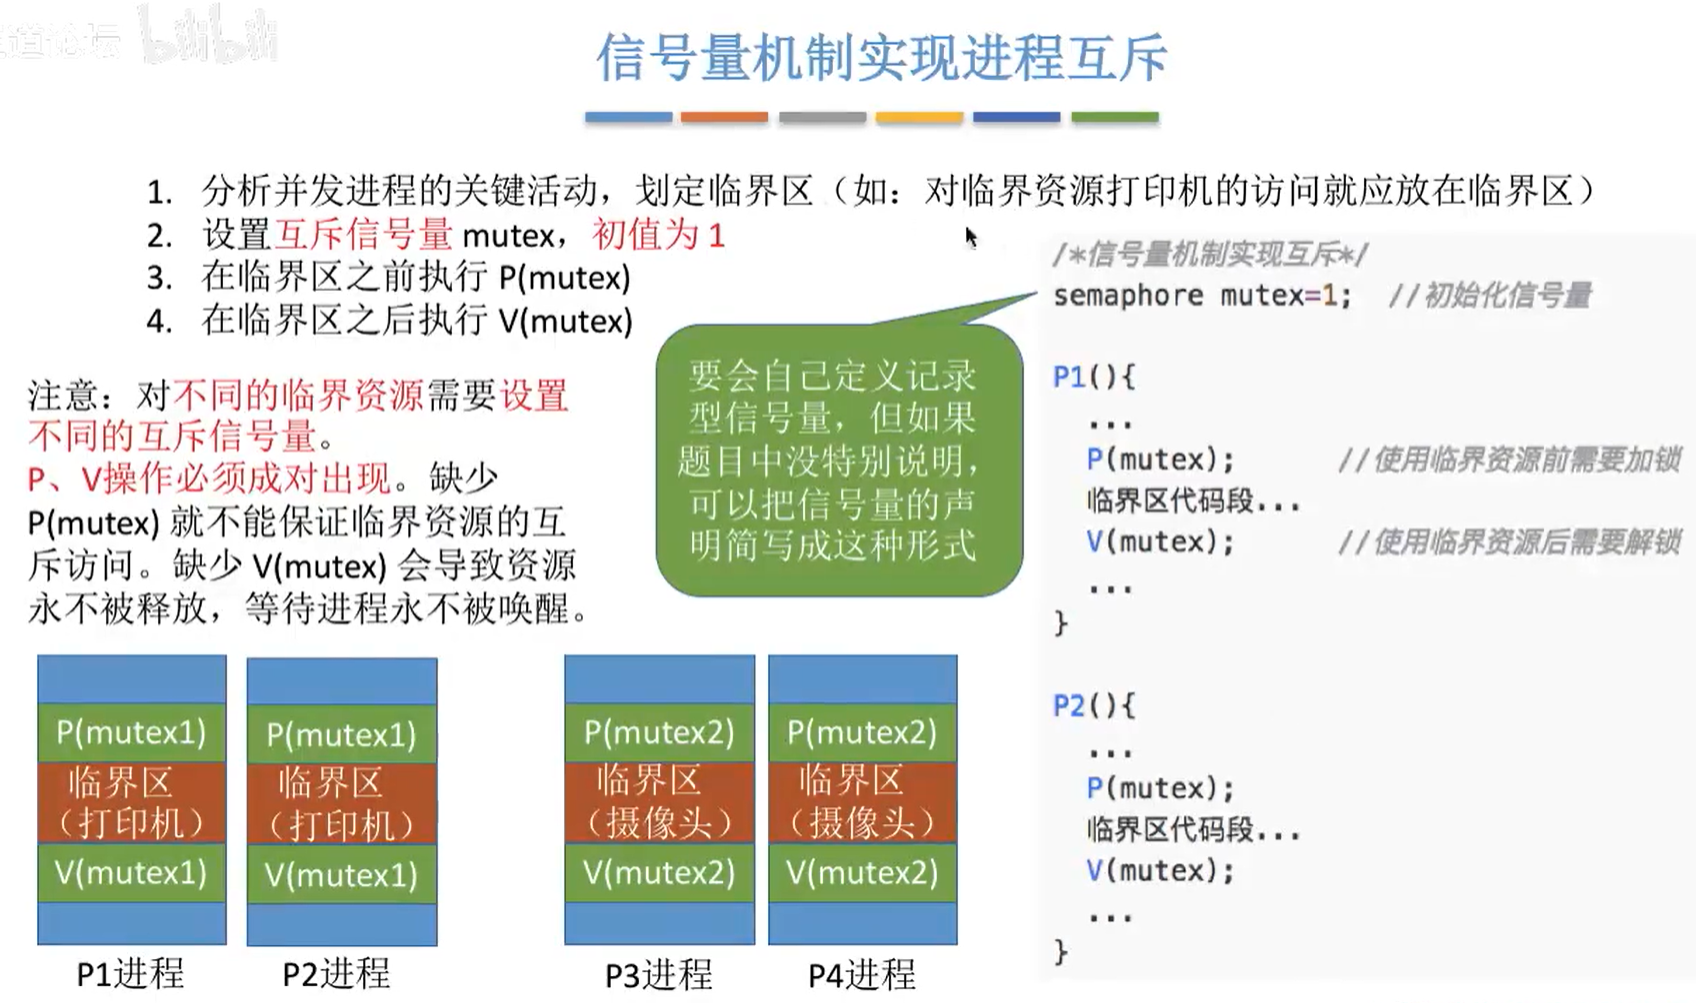 道论坛 bilibili
信号量机制实现进程互斥
1. 分析并发进程的关键活动，划定临界区（如：对临界资源打印机的访问就应放在临界区）
2. 设置互斥信号量 mutex，初值为 1
3. 在临界区之前执行 P(mutex)
4. 在临界区之后执行 V(mutex)
注意：对不同的临界资源需要设置
不同的互斥信号量。
P、V操作必须成对出现。缺少
P(mutex) 就不能保证临界资源的互
斥访问。缺少 V(mutex) 会导致资源
永不被释放，等待进程永不被唤醒。
要会自己定义记录
型信号量，但如果
题目中没特别说明，
可以把信号量的声
明简写成这种形式
/*信号量机制实现互斥*/
semaphore mutex=1; //初始化信号量
P1(){
...
P(mutex); //使用临界资源前需要加锁
临界区代码段...
V(mutex); //使用临界资源后需要解锁
...
}
P2(){
...
P(mutex);
临界区代码段...
V(mutex);
...
}
P(mutex1)
临界区
（打印机）
V(mutex1)
P1进程
P(mutex1)
临界区
（打印机）
V(mutex1)
P2进程
P(mutex2)
临界区
（摄像头）
V(mutex2)
P3进程
P(mutex2)
临界区
（摄像头）
V(mutex2)
P4进程